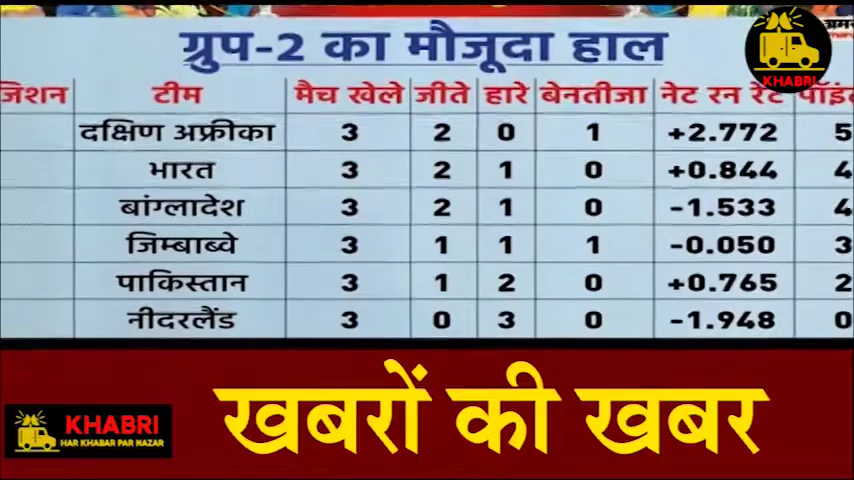 ग्रुप-2 का मौजूदा हाल
KHABRI
टीम मैच खेले जीते हारे बेनतीजा नेट रन रेट
दक्षिण अफ्रीका 3 2 0 1 +2.772 5
भारत 3 2 1 0 +0.844 4
बांग्लादेश 3 2 1 0 -1.533 4
जिम्बाब्वे 3 1 1 1 -0.050 3
पाकिस्तान 3 1 2 0 +0.765 2
नीदरलैंड 3 0 3 0 -1.948 0
खबरों की खबर
KHABRI
HAR KHABAR PAR NAZAR